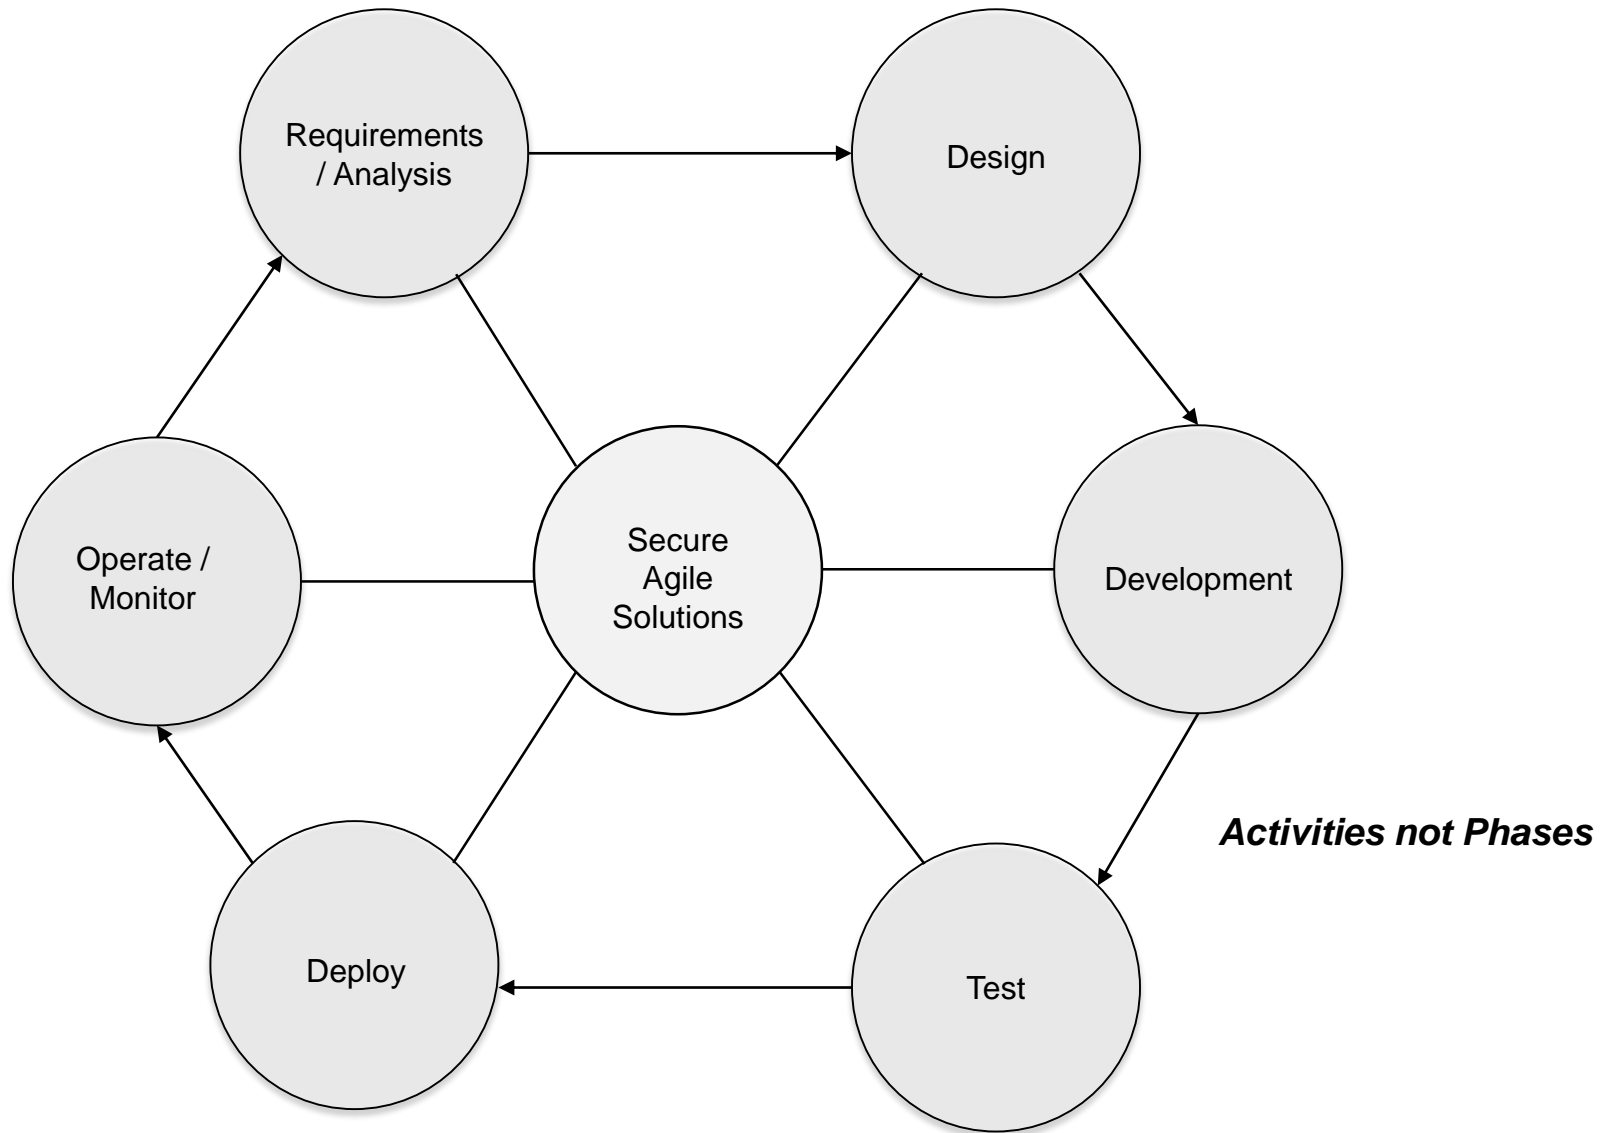 Requirements
/ Analysis
Design
Secure
Agile
Solutions
Operate /
Monitor
Development
Activities not Phases
Deploy
Test